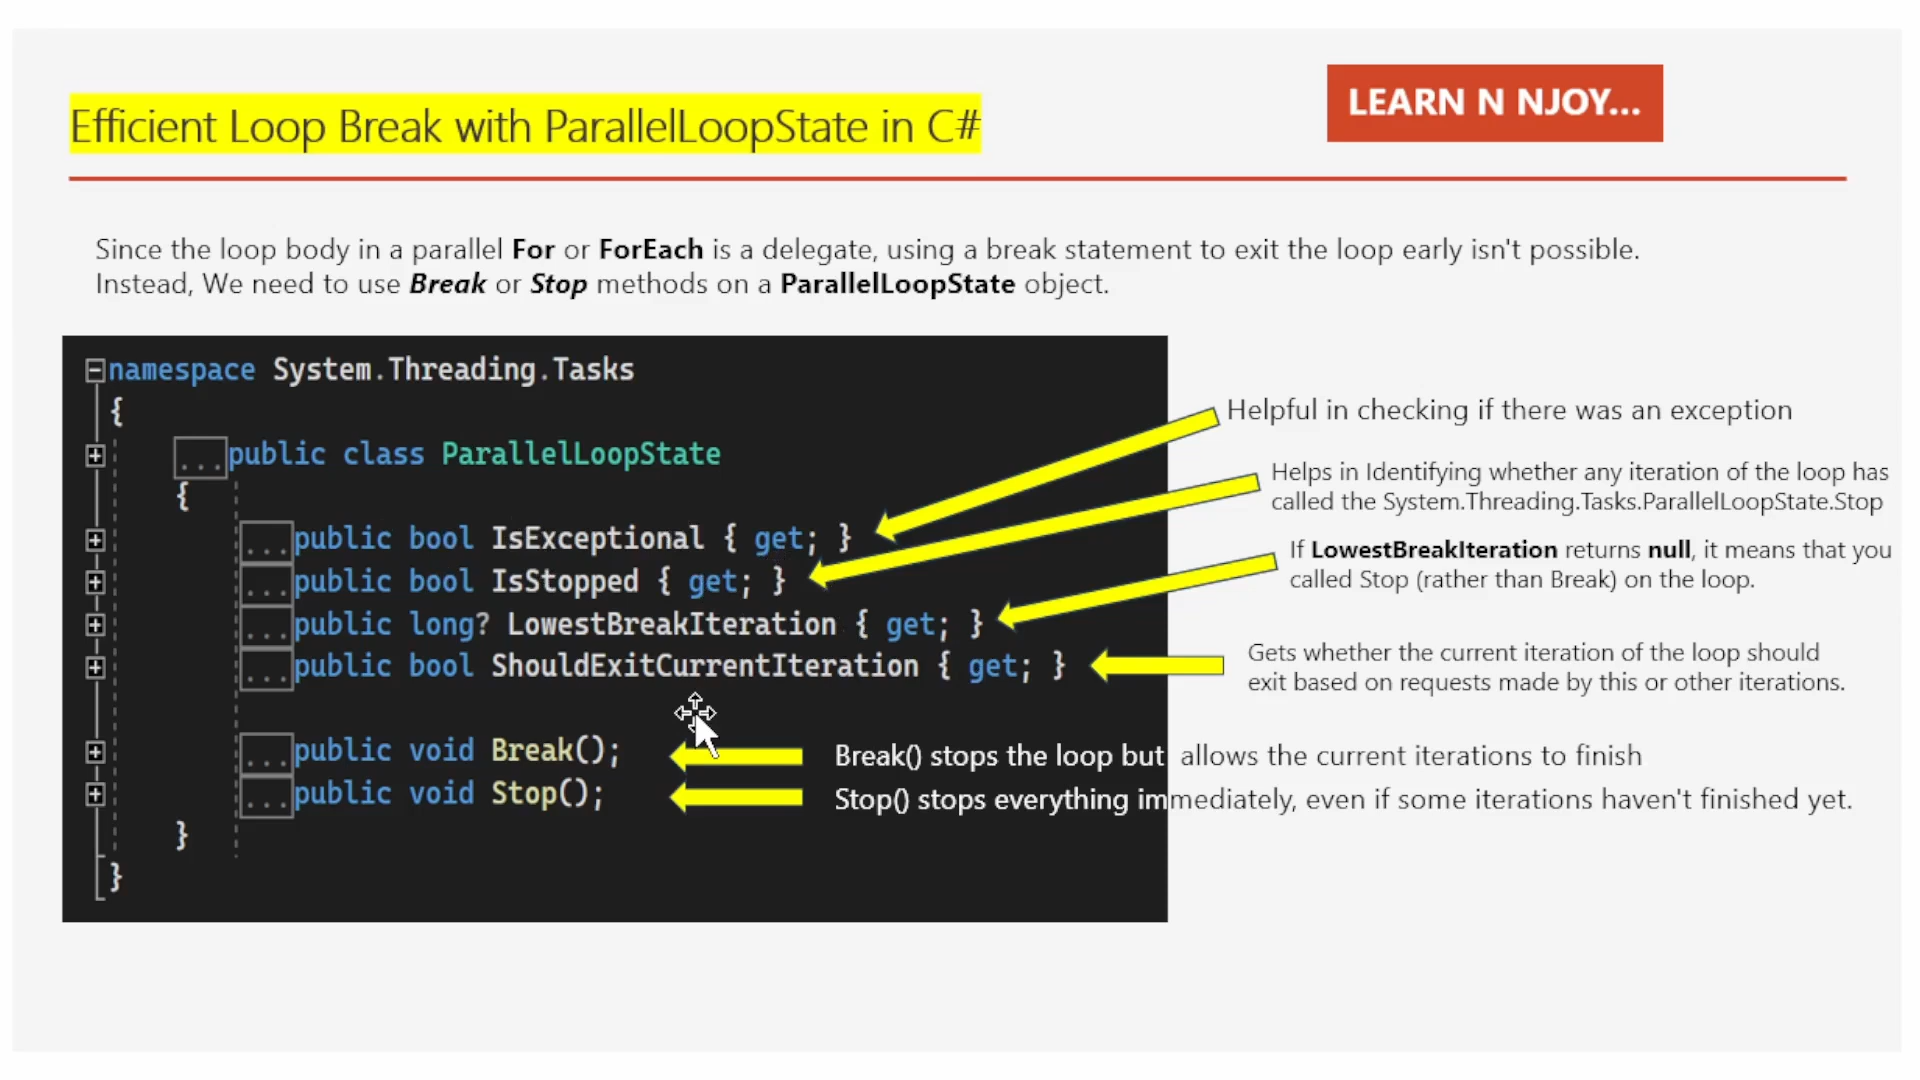 Efficient Loop Break with ParallelLoopState in C#
LEARN N NJOY...
Since the loop body in a parallel For or ForEach is a delegate, using a break statement to exit the loop early isn't possible.
Instead, We need to use Break or Stop methods on a ParallelLoopState object.
namespace System.Threading.Tasks
{
...public class ParallelLoopState
{
...public bool IsExceptional { get; }
...public bool IsStopped { get; }
...public long? LowestBreakIteration { get; }
...public bool ShouldExitCurrentIteration { get; }
...public void Break();
...public void Stop();
}
}
Helpful in checking if there was an exception
Helps in Identifying whether any iteration of the loop has
called the System.Threading.Tasks.ParallelLoopState.Stop
If LowestBreakIteration returns null, it means that you
called Stop (rather than Break) on the loop.
Gets whether the current iteration of the loop should
exit based on requests made by this or other iterations.
Break() stops the loop but allows the current iterations to finish
Stop() stops everything immediately, even if some iterations haven't finished yet.